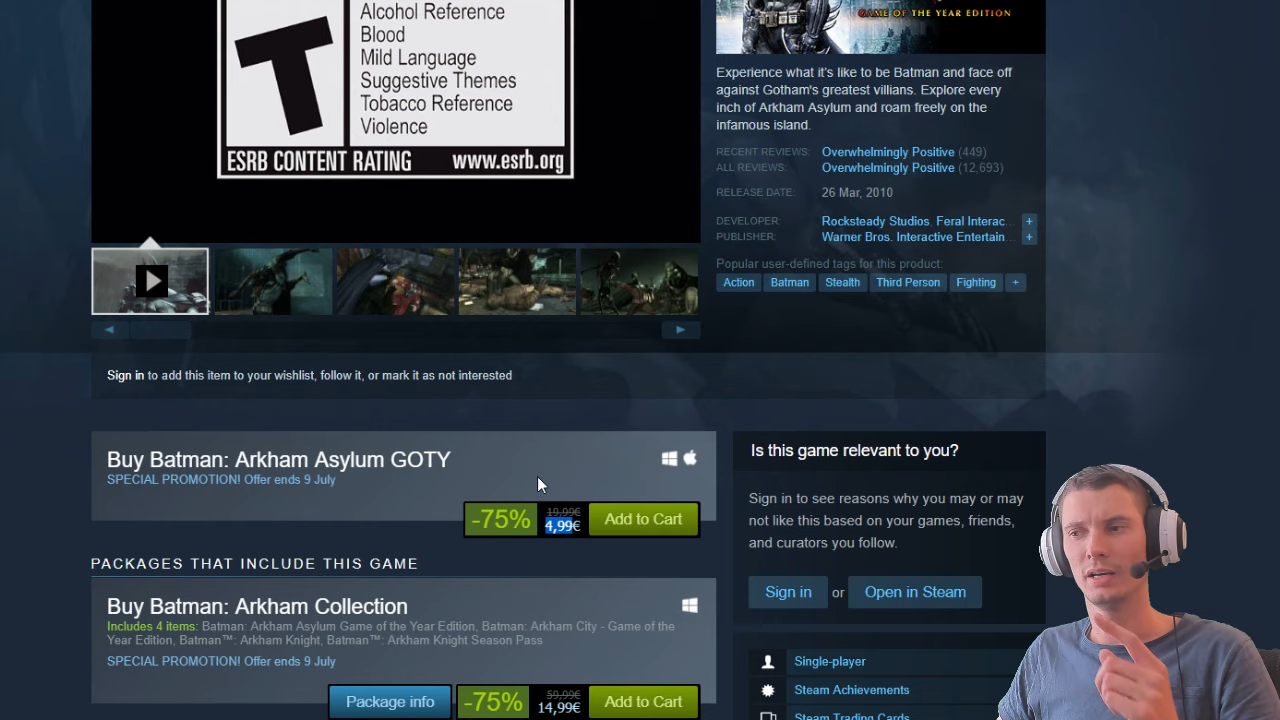 Alcohol Reference
Blood
Mild Language
Suggestive Themes
Tobacco Reference
Violence
T
ESRB CONTENT RATING www.esrb.org
GAME OF THE YEAR EDITION
Experience what it's like to be Batman and face off
against Gotham's greatest villians. Explore every
inch of Arkham Asylum and roam freely on the
infamous island.
RECENT REVIEWS: Overwhelmingly Positive (449)
ALL REVIEWS: Overwhelmingly Positive (12,693)
RELEASE DATE: 26 Mar, 2010
DEVELOPER: Rocksteady Studios, Feral Interac... +
PUBLISHER: Warner Bros. Interactive Entertain... +
Popular user-defined tags for this product:
Action Batman Stealth Third Person Fighting +
Sign in to add this item to your wishlist, follow it, or mark it as not interested
Buy Batman: Arkham Asylum GOTY
SPECIAL PROMOTION! Offer ends 9 July
-75% 19,99€ 4,99€ Add to Cart
PACKAGES THAT INCLUDE THIS GAME
Buy Batman: Arkham Collection
Includes 4 items: Batman: Arkham Asylum Game of the Year Edition, Batman: Arkham City - Game of the
Year Edition, Batman™: Arkham Knight, Batman™: Arkham Knight Season Pass
SPECIAL PROMOTION! Offer ends 9 July
Package info -75% 59,99€ 14,99€ Add to Cart
Is this game relevant to you?
Sign in to see reasons why you may or may
not like this based on your games, friends,
and curators you follow.
Sign in or Open in Steam
Single-player
Steam Achievements
Steam Trading Cards